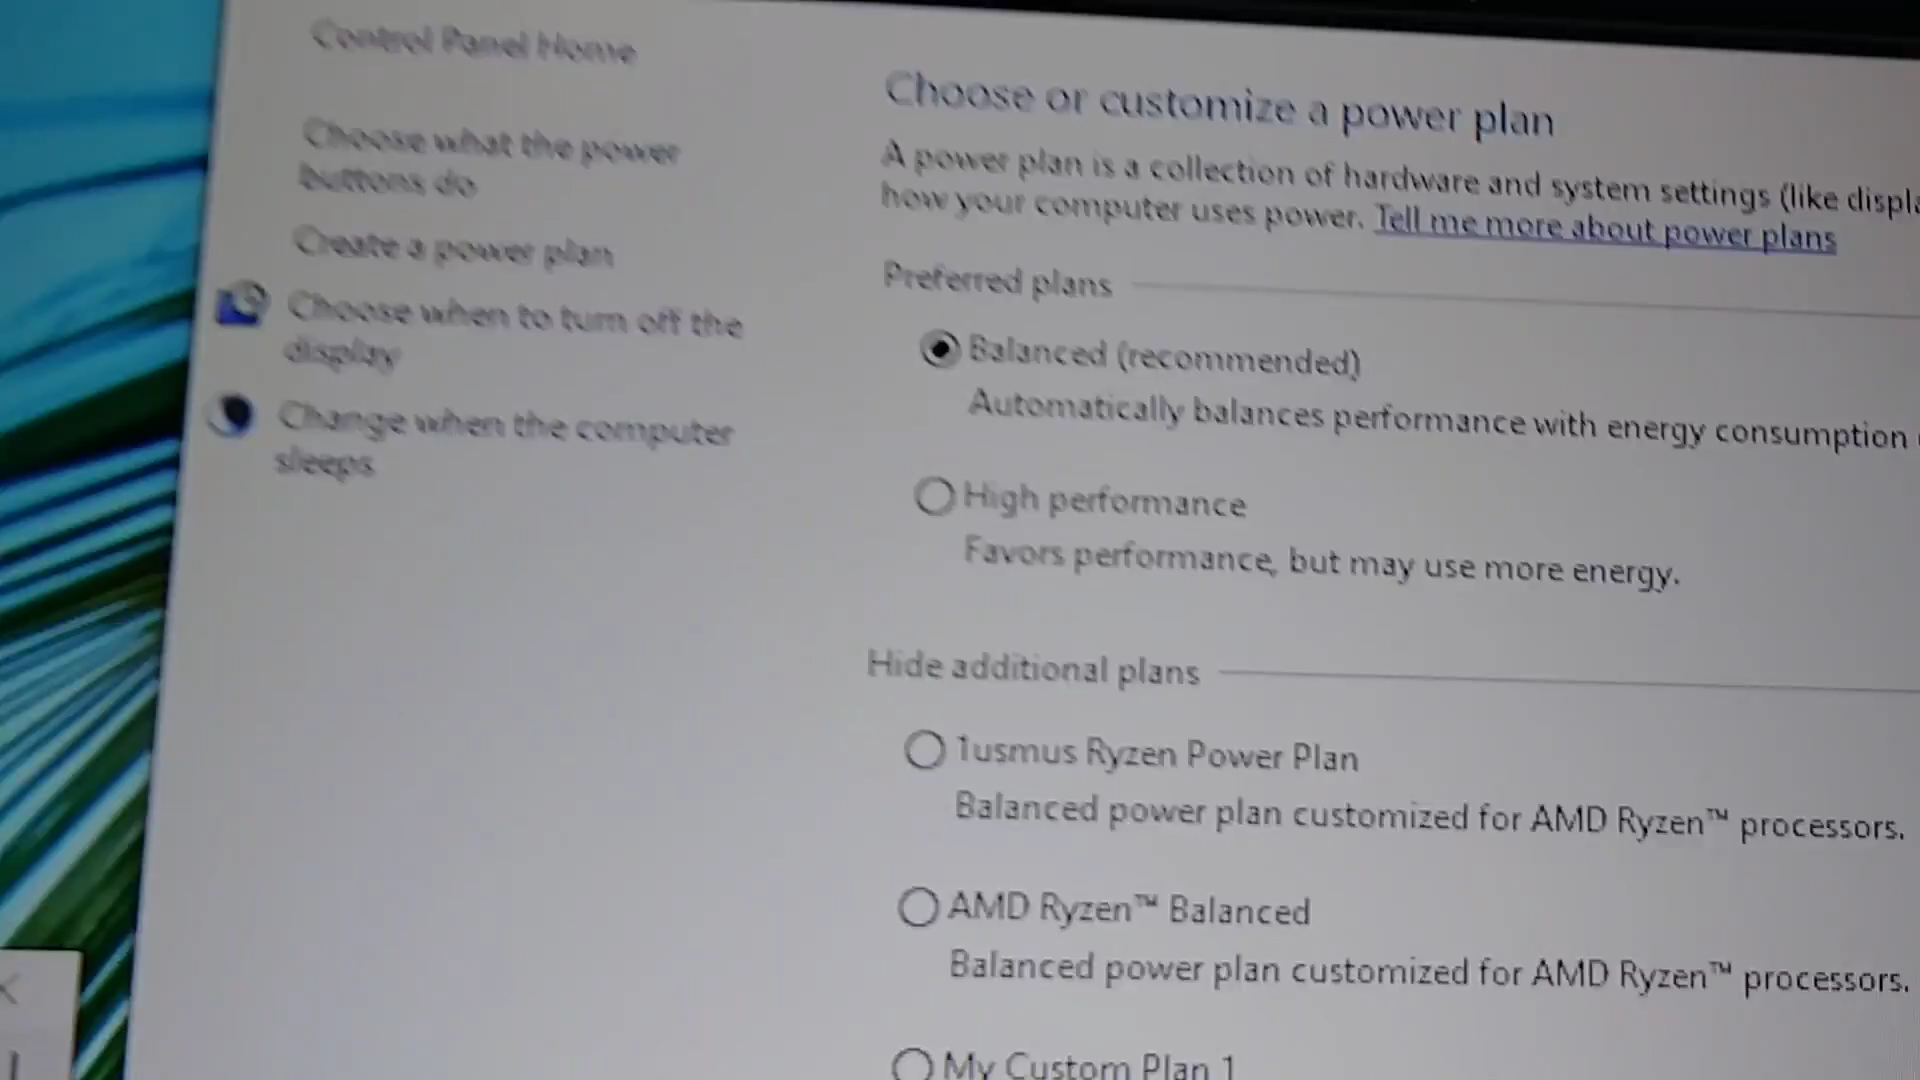 Control Panel Home
Choose what the power
buttons do
Create a power plan
Choose when to turn off the
display
Change when the computer
sleeps
Choose or customize a power plan
A power plan is a collection of hardware and system settings (like displa
how your computer uses power. Tell me more about power plans
Preferred plans
Balanced (recommended)
Automatically balances performance with energy consumption
High performance
Favors performance, but may use more energy.
Hide additional plans
1usmus Ryzen Power Plan
Balanced power plan customized for AMD Ryzen™ processors.
AMD Ryzen™ Balanced
Balanced power plan customized for AMD Ryzen™ processors.
My Custom Plan 1